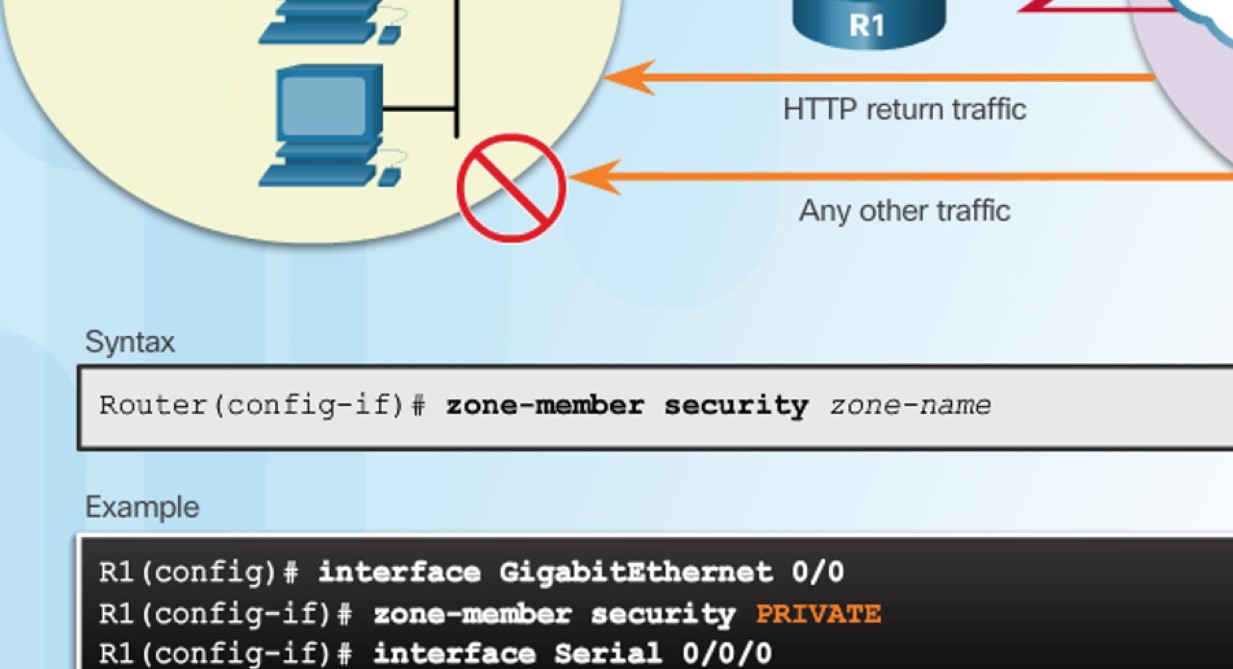 R1
HTTP return traffic
Any other traffic
Syntax
Router(config-if)# zone-member security zone-name
Example
R1(config)# interface GigabitEthernet 0/0
R1(config-if)# zone-member security PRIVATE
R1(config-if)# interface Serial 0/0/0